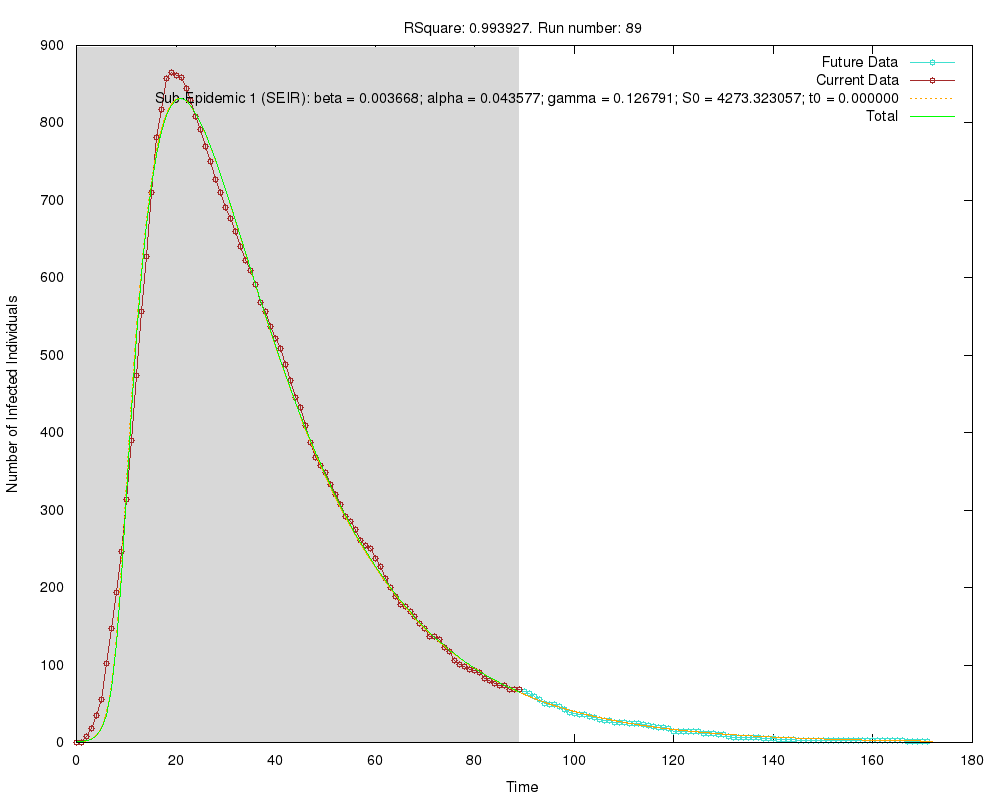 RSquare: 0.993927. Run number: 89
Future Data
Current Data
Sub-Epidemic 1 (SEIR): beta = 0.003668; alpha = 0.043577; gamma = 0.126791; S0 = 4273.323057; t0 = 0.000000
Total
Number of Infected Individuals
900
800
700
600
500
400
300
200
100
0
0 20 40 60 80 100 120 140 160 180
Time